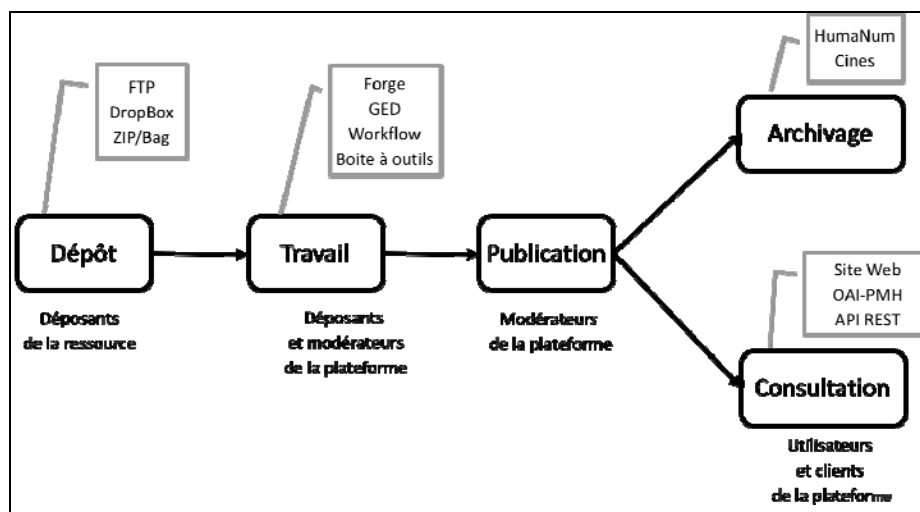 FTP
DropBox
ZIP/Bag
Dépôt
Déposants
de la ressource
Forge
GED
Workflow
Boite à outils
Travail
Déposants
et modérateurs
de la plateforme
Publication
Modérateurs
de la plateforme
HumaNum
Cines
Archivage
Site Web
OAI-PMH
API REST
Consultation
Utilisateurs
et clients
de la plateforme